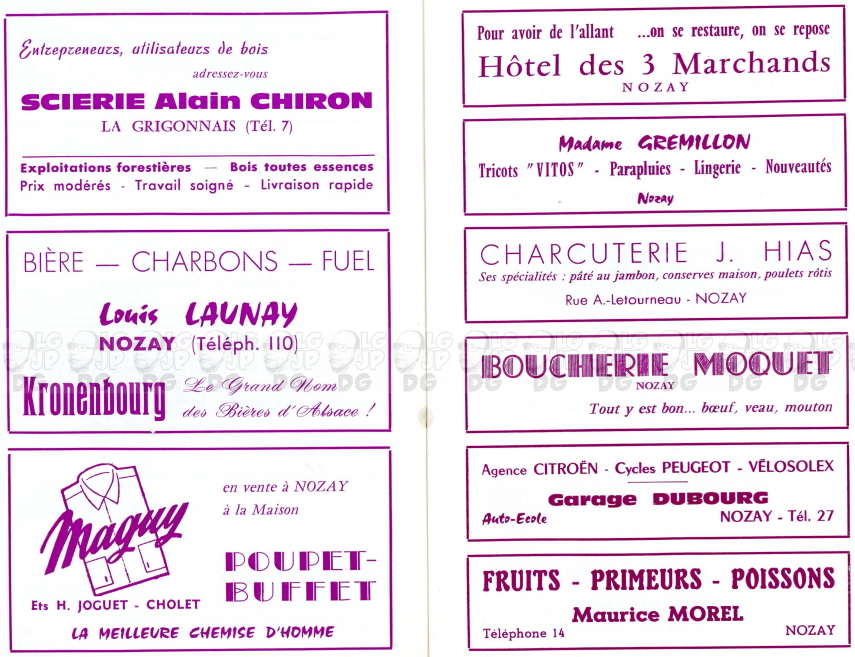 Entrepreneurs, utilisateurs de bois
adressez-vous
SCIERIE Alain CHIRON
LA GRIGONNAIS (Tél. 7)
Exploitations forestières — Bois toutes essences
Prix modérés - Travail soigné - Livraison rapide
BIÈRE — CHARBONS — FUEL
Louis LAUNAY
NOZAY (Téléph. 110)
Kronenbourg
Le Grand Nom
des Bières d'Alsace !
Maguy
en vente à NOZAY
à la Maison
POUPET-
BUFFET
Ets H. JOGUET - CHOLET
LA MEILLEURE CHEMISE D'HOMME
Pour avoir de l'allant ...on se restaure, on se repose
Hôtel des 3 Marchands
NOZAY
Madame GREMILLON
Tricots "VITOS" - Parapluies - Lingerie - Nouveautés
Nozay
CHARCUTERIE J. HIAS
Ses spécialités : pâté au jambon, conserves maison, poulets rôtis
Rue A.-Letourneau - NOZAY
BOUCHERIE MOQUET
NOZAY
Tout y est bon... bœuf, veau, mouton
Agence CITROËN - Cycles PEUGEOT - VÉLOSOLEX
Garage DUBOURG
Auto-Ecole NOZAY - Tél. 27
FRUITS - PRIMEURS - POISSONS
Maurice MOREL
Téléphone 14 NOZAY
LG JP DG